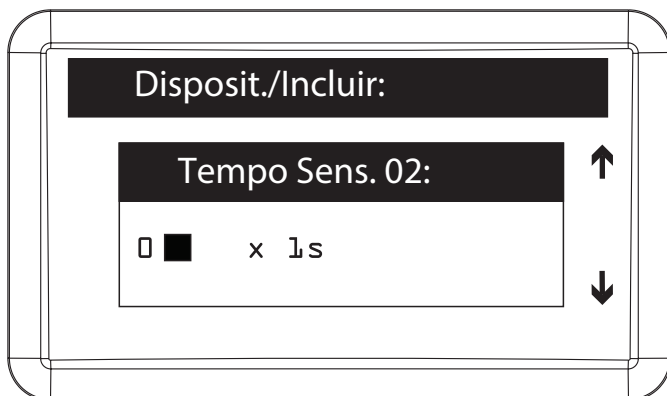 Disposit./Incluir:
Tempo Sens. 02:
0■ x 1s